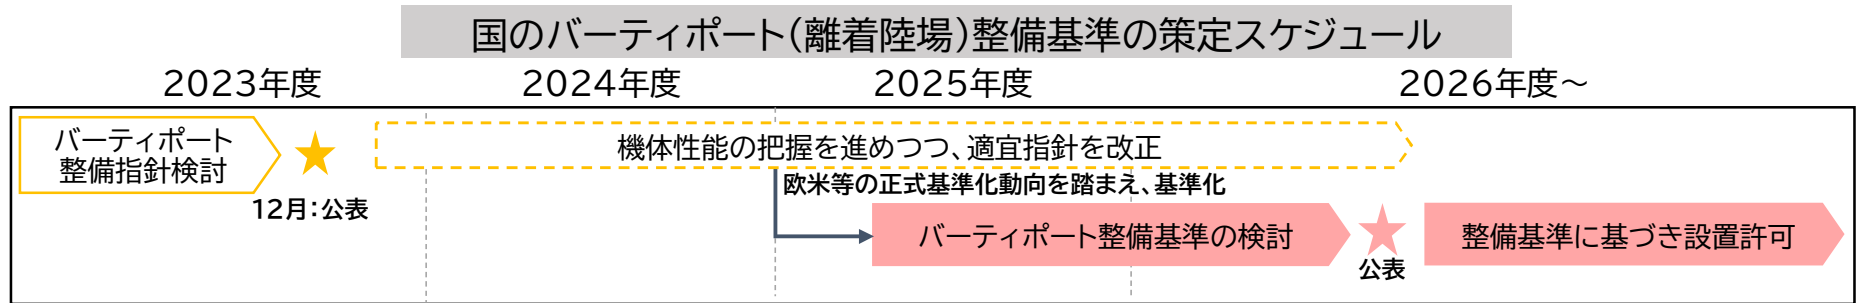 国のバーティポート(離着陸場)整備基準の策定スケジュール
2023年度
2024年度
2025年度
2026年度~
バーティポート
整備指針検討
12月:公表
機体性能の把握を進めつつ、適宜指針を改正
欧米等の正式基準化動向を踏まえ、基準化
バーティポート整備基準の検討
公表
整備基準に基づき設置許可